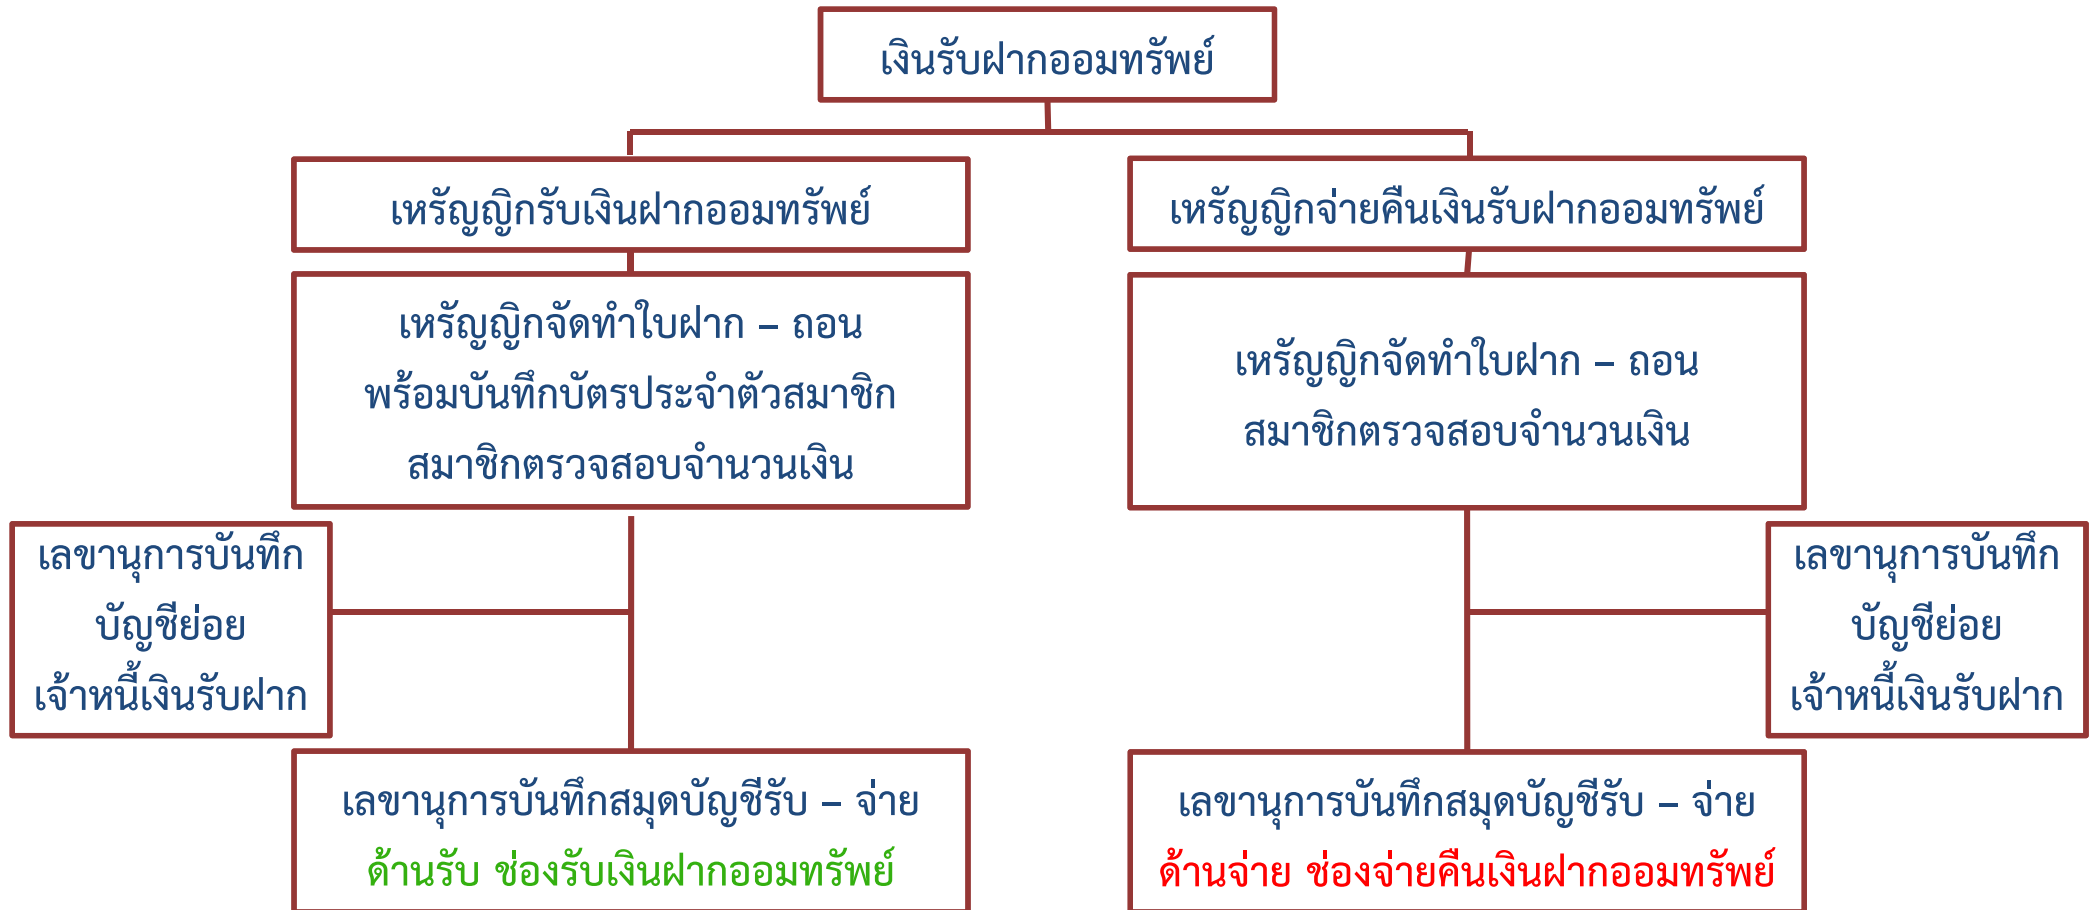 เงินรับฝากออมทรัพย์
เหรัญญิกรับเงินฝากออมทรัพย์
เหรัญญิกจ่ายคืนเงินรับฝากออมทรัพย์
เหรัญญิกจัดทำใบฝาก – ถอน
พร้อมบันทึกบัตรประจำตัวสมาชิก
สมาชิกตรวจสอบจำนวนเงิน
เหรัญญิกจัดทำใบฝาก – ถอน
สมาชิกตรวจสอบจำนวนเงิน
เลขานุการบันทึก
บัญชีย่อย
เจ้าหนี้เงินรับฝาก
เลขานุการบันทึก
บัญชีย่อย
เจ้าหนี้เงินรับฝาก
เลขานุการบันทึกสมุดบัญชีรับ – จ่าย
ด้านรับ ช่องรับเงินฝากออมทรัพย์
เลขานุการบันทึกสมุดบัญชีรับ – จ่าย
ด้านจ่าย ช่องจ่ายคืนเงินฝากออมทรัพย์